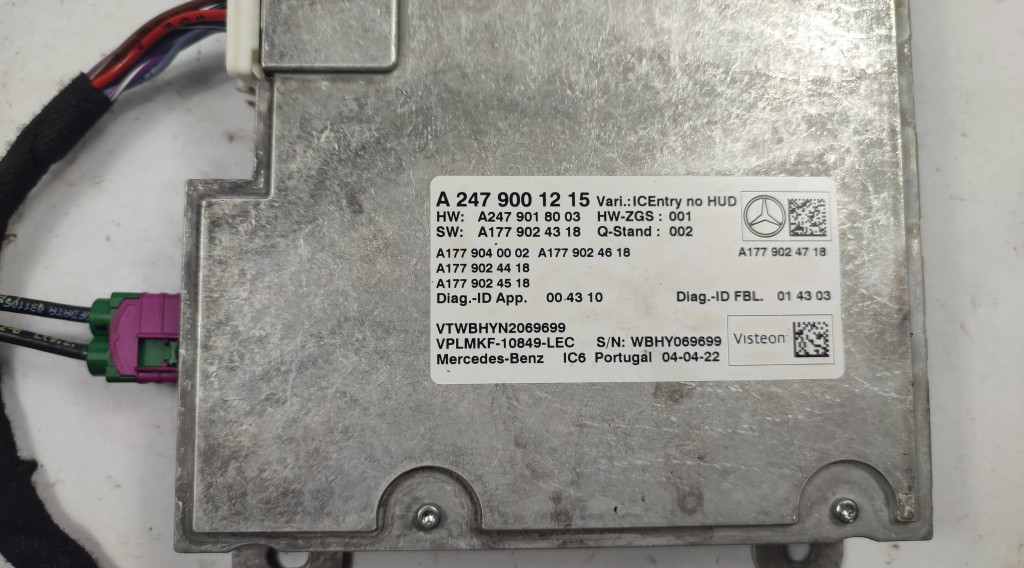 A 247 900 12 15 Vari.:ICEntry no HUD
HW: A247 901 80 03 HW-ZGS : 001
SW: A177 902 43 18 Q-Stand : 002
A177 904 00 02 A177 902 46 18 A177 902 47 18
A177 902 44 18
A177 902 45 18
Diag.-ID App. 00 43 10 Diag.-ID FBL. 01 43 03
VTWBHYN2069699
VPLMKF-10849-LEC S/N: WBHY069699 Visteon
Mercedes-Benz IC6 Portugal 04-04-22